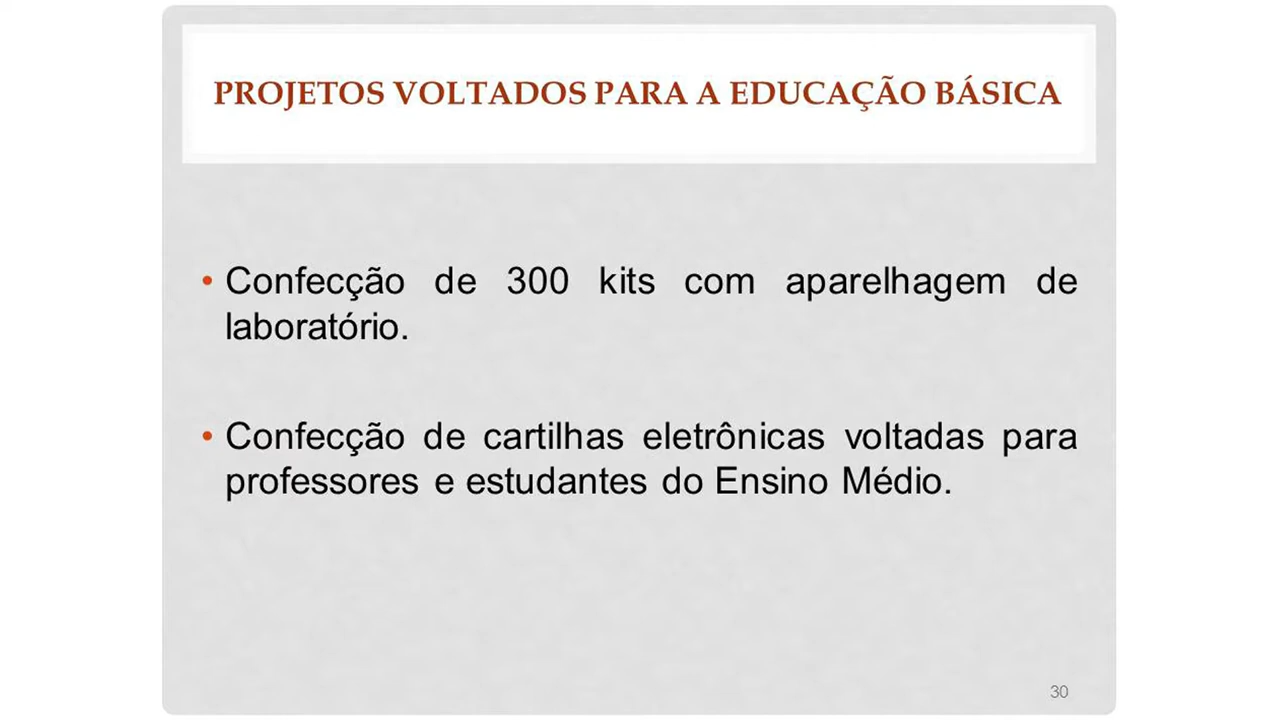 PROJETOS VOLTADOS PARA A EDUCAÇÃO BÁSICA
• Confecção de 300 kits com aparelhagem de
laboratório.
• Confecção de cartilhas eletrônicas voltadas para
professores e estudantes do Ensino Médio.
30